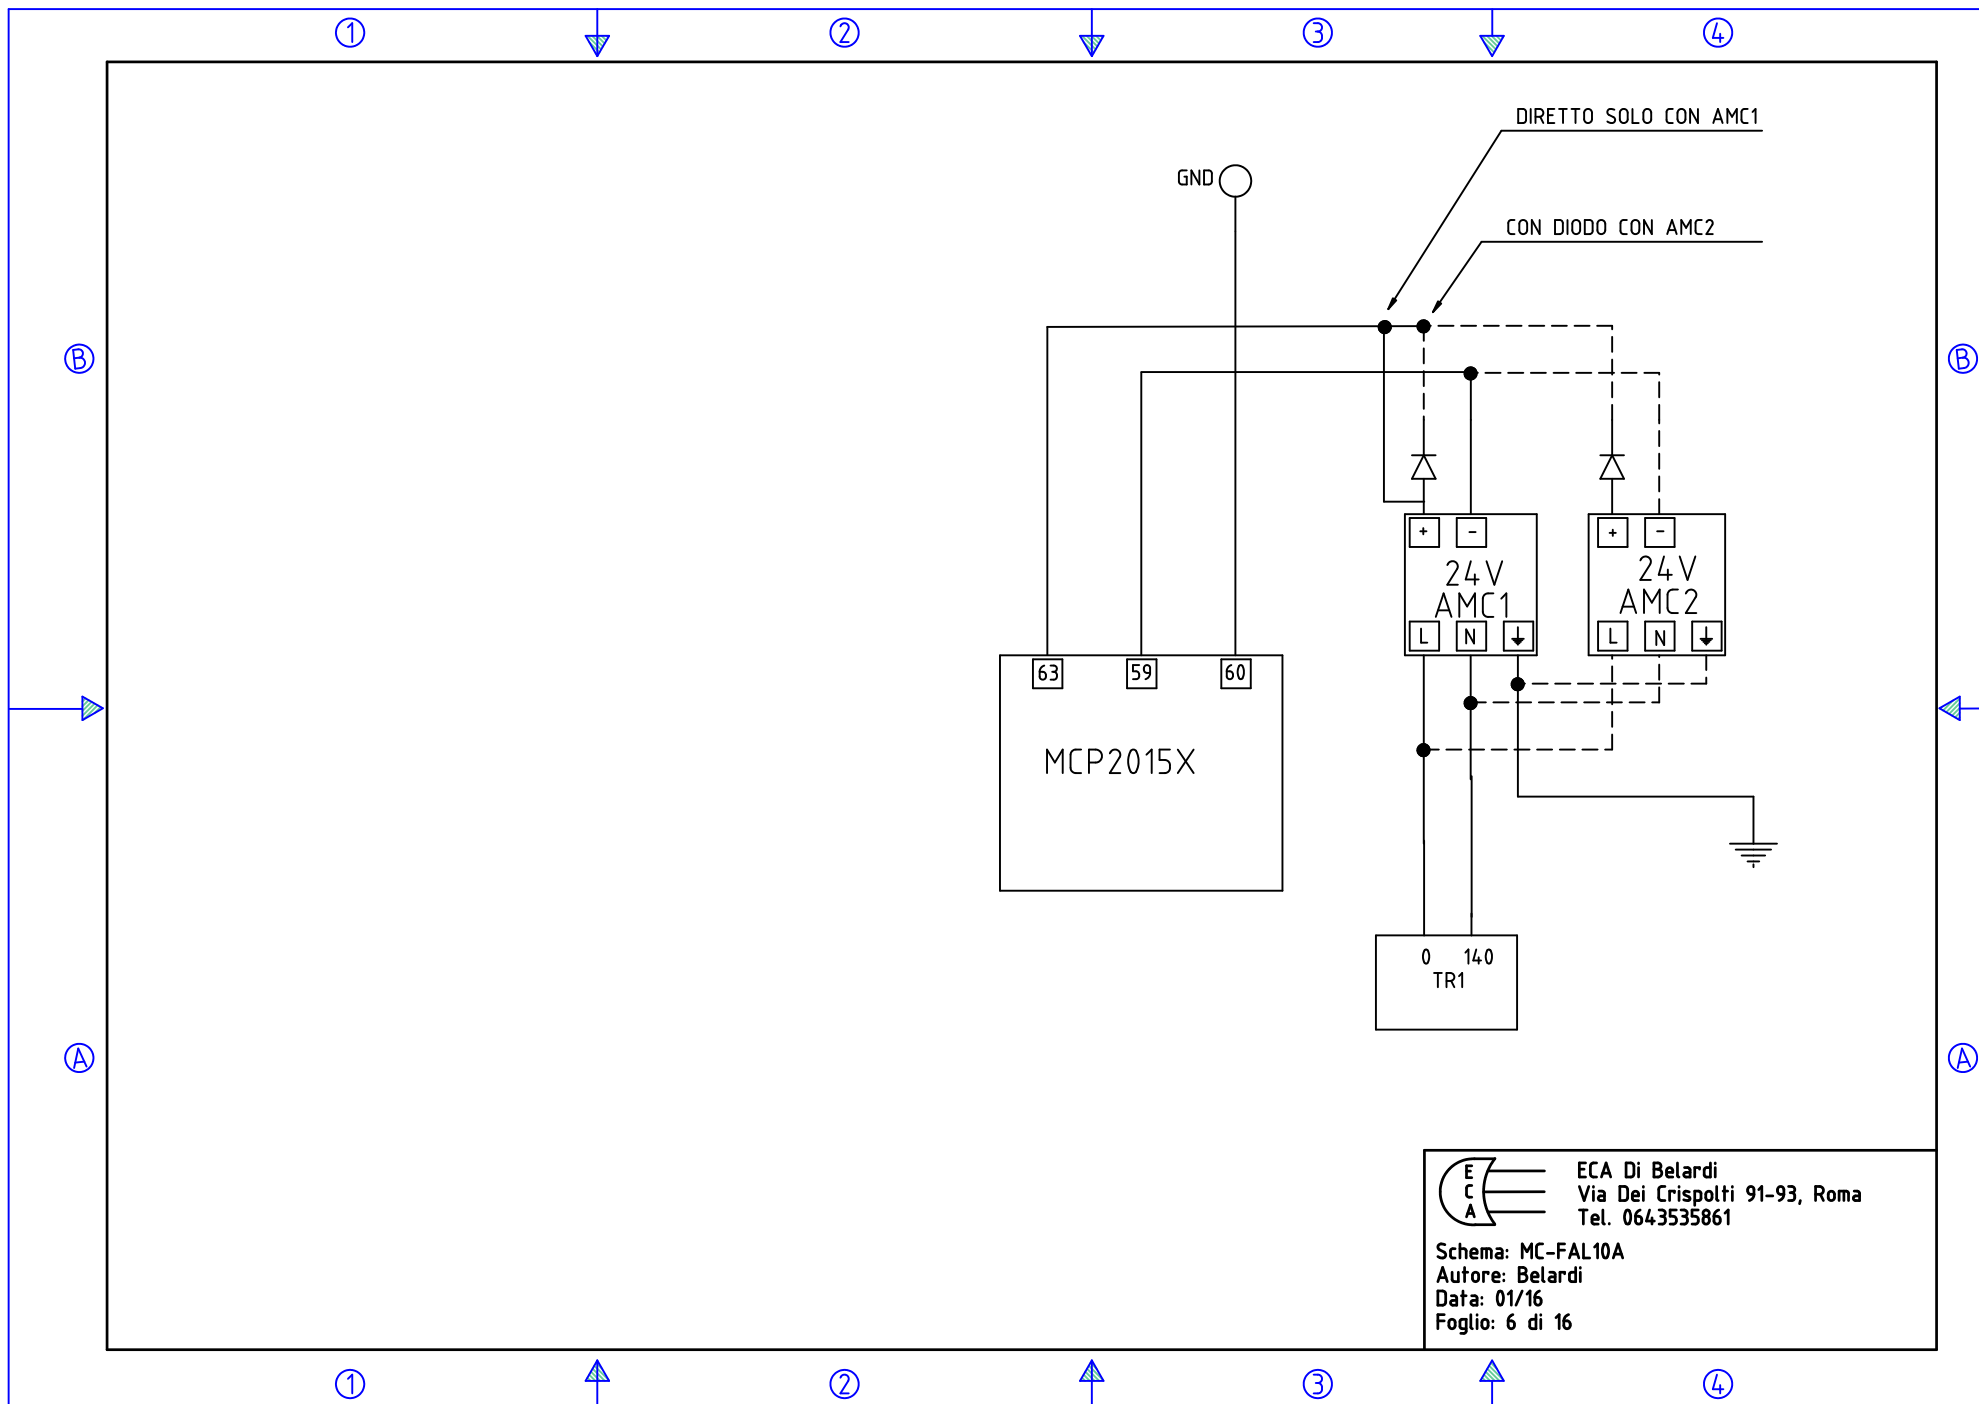 1 2 3 4
DIRETTO SOLO CON AMC1
GND
CON DIODO CON AMC2
B B
+ - + -
24V 24V
AMC1 AMC2
L N L N
63 59 60
MCP2015X
0 140
TR1
A A
E
C
A
ECA Di Belardi
Via Dei Crispolti 91-93, Roma
Tel. 0643535861
Schema: MC-FAL10A
Autore: Belardi
Data: 01/16
Foglio: 6 di 16
1 2 3 4